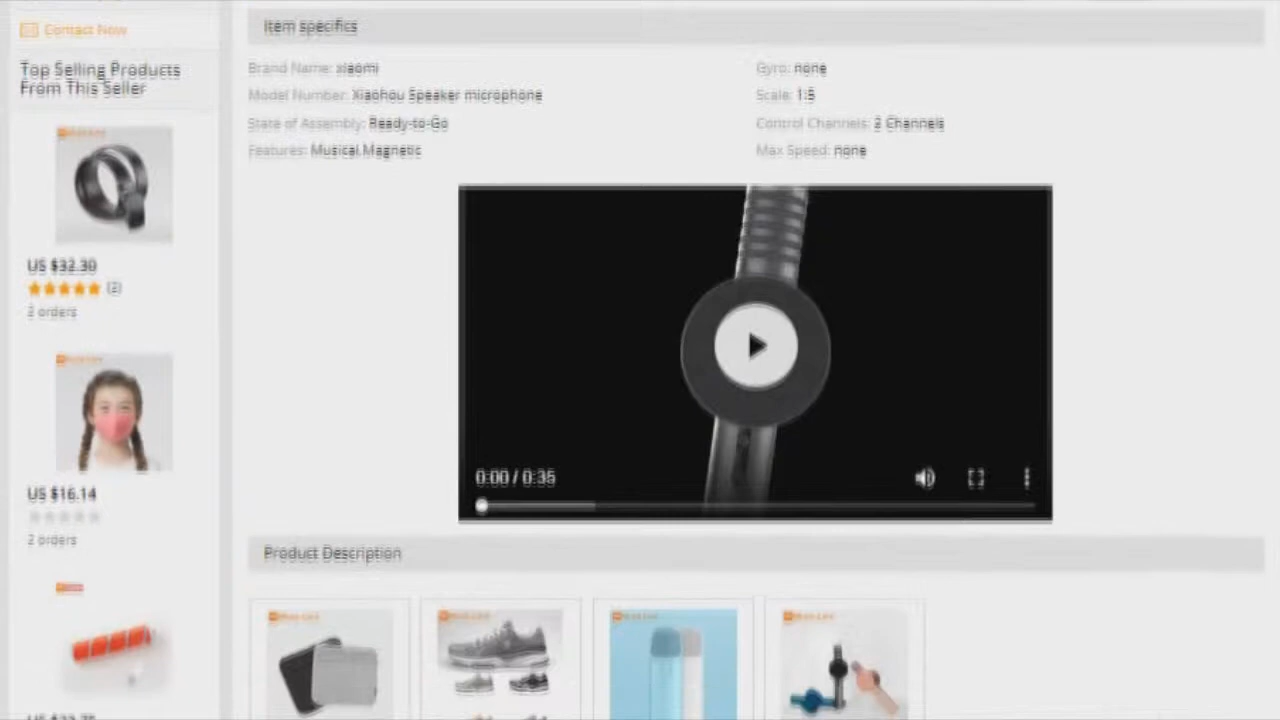 Contact Now
Top Selling Products
From This Seller
US $32.30
(2)
2 orders
US $16.14
2 orders
Item specifics
Brand Name: xiaomi
Gyro: none
Model Number: Xiaohou Speaker microphone
Scale: 1:5
State of Assembly: Ready-to-Go
Control Channels: 2 Channels
Features: Musical,Magnetic
Max Speed: none
0:00 / 0:35
Product Description